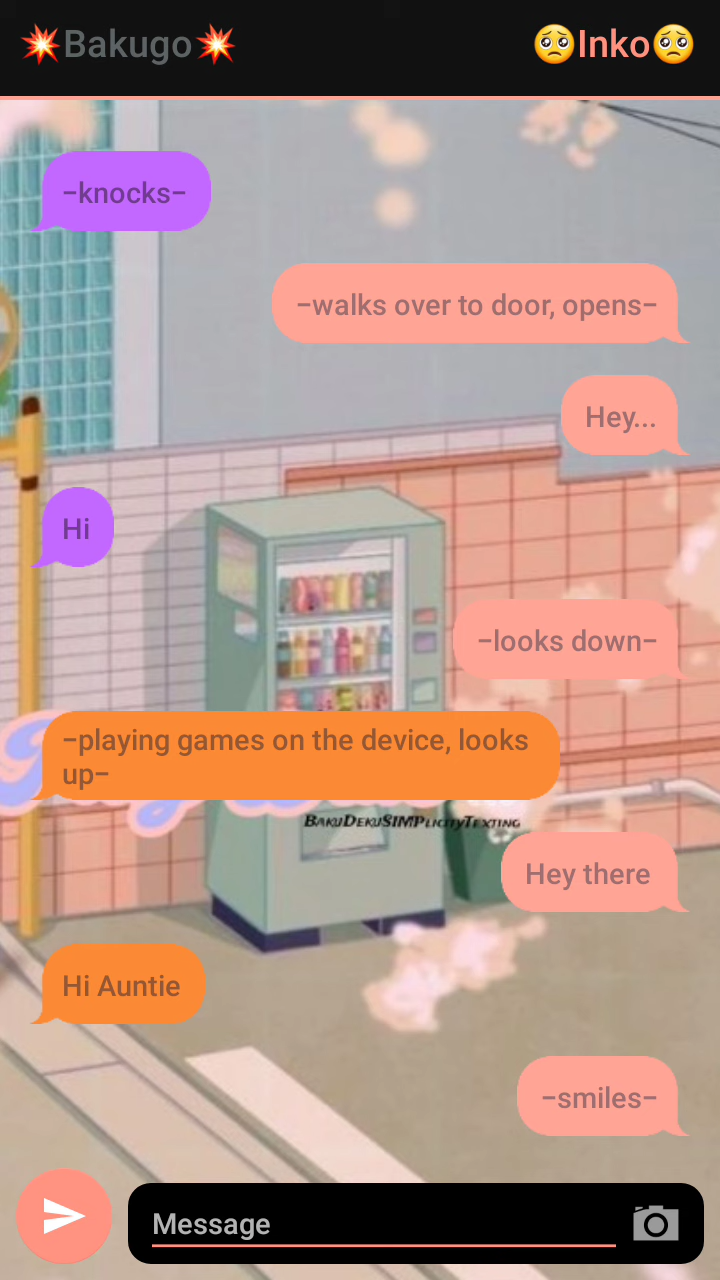 💥Bakugo💥
🥺Inko🥺
–knocks–
–walks over to door, opens–
Hey...
Hi
–looks down–
–playing games on the device, looks
up–
BakuDekuSIMPlicityTexting
Hey there
Hi Auntie
–smiles–
Message